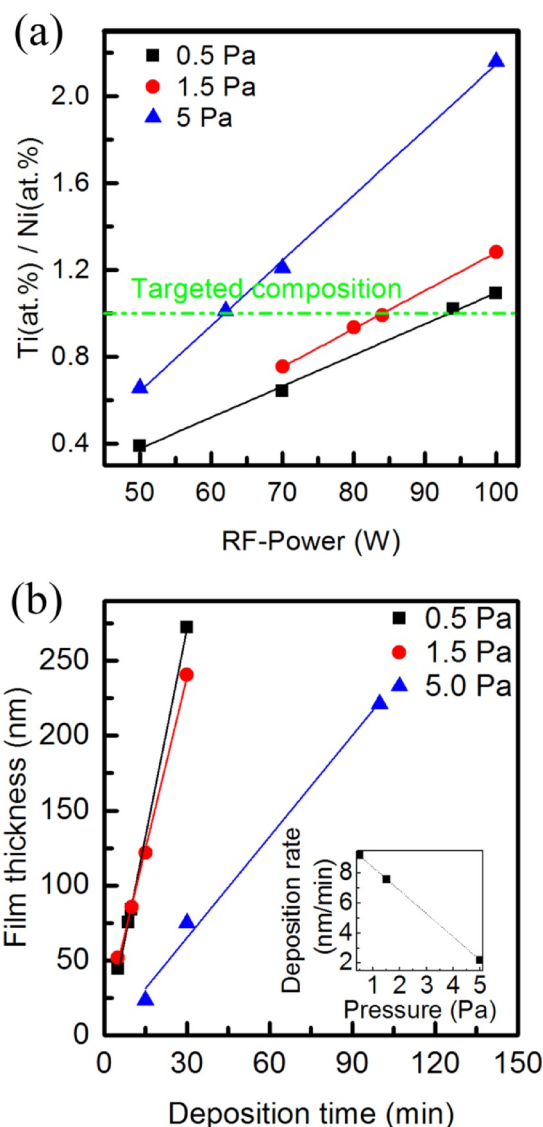 (a)
0.5 Pa
1.5 Pa
5 Pa
2.0
1.6
1.2
0.8
0.4
Ti(at.%) / Ni(at.%)
Targeted composition
50 60 70 80 90 100
RF-Power (W)
(b)
0.5 Pa
1.5 Pa
5.0 Pa
250
200
150
100
50
0
Film thickness (nm)
Deposition rate
(nm/min)
8
6
4
2
1 2 3 4 5
Pressure (Pa)
0 30 60 90 120 150
Deposition time (min)